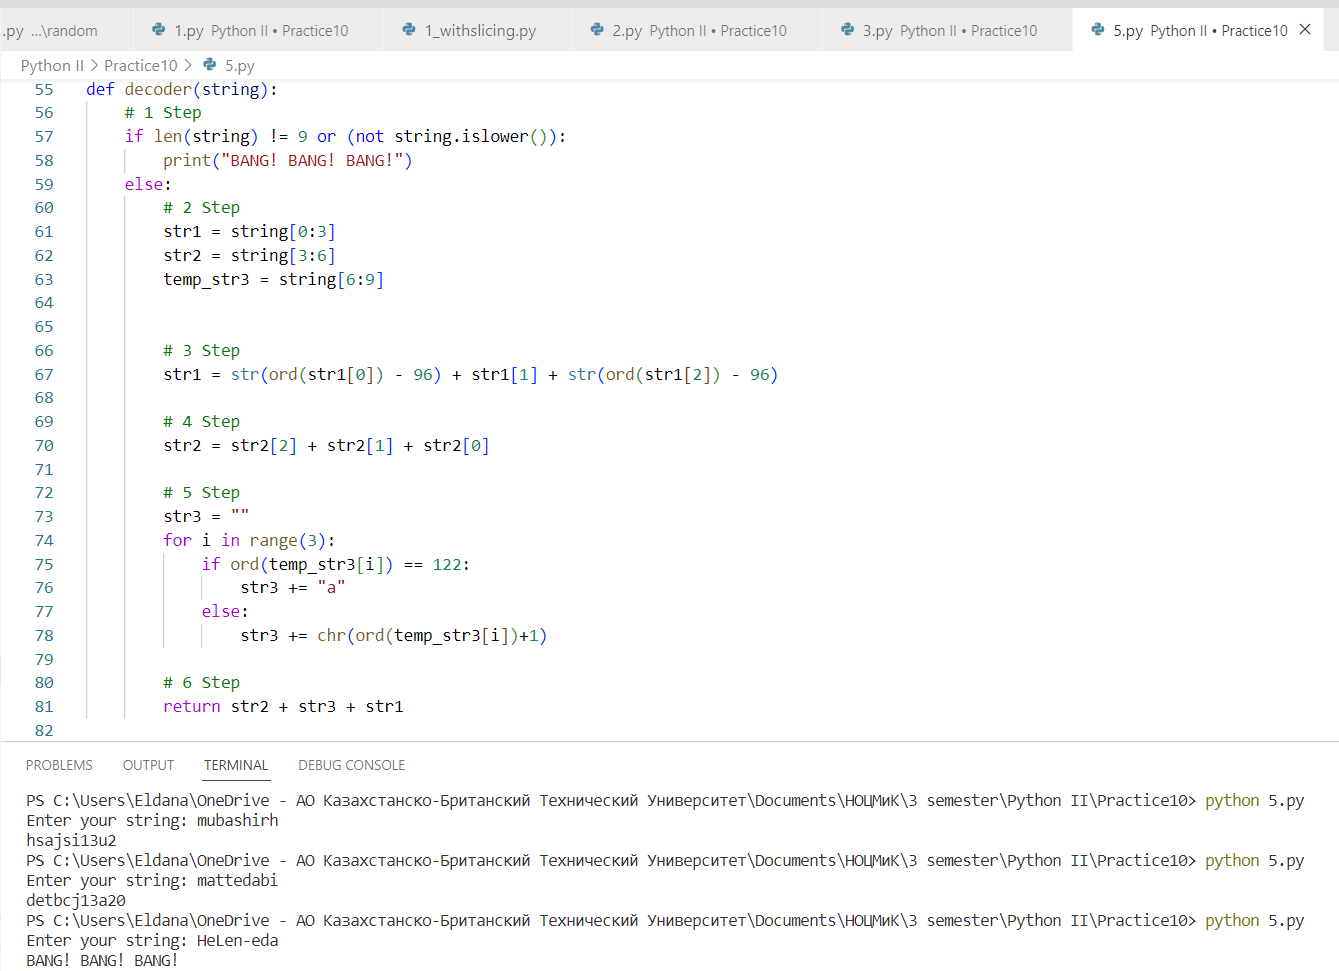 .py ...\random 1.py Python II • Practice10 1_withslicing.py 2.py Python II • Practice10 3.py Python II • Practice10 5.py Python II • Practice10
Python II > Practice10 > 5.py
55 def decoder(string):
56     # 1 Step
57     if len(string) != 9 or (not string.islower()):
58         print("BANG! BANG! BANG!")
59     else:
60         # 2 Step
61         str1 = string[0:3]
62         str2 = string[3:6]
63         temp_str3 = string[6:9]
64
65
66         # 3 Step
67         str1 = str(ord(str1[0]) - 96) + str1[1] + str(ord(str1[2]) - 96)
68
69         # 4 Step
70         str2 = str2[2] + str2[1] + str2[0]
71
72         # 5 Step
73         str3 = ""
74         for i in range(3):
75             if ord(temp_str3[i]) == 122:
76                 str3 += "a"
77             else:
78                 str3 += chr(ord(temp_str3[i])+1)
79
80         # 6 Step
81         return str2 + str3 + str1
82
PROBLEMS OUTPUT TERMINAL DEBUG CONSOLE
PS C:\Users\Eldana\OneDrive - АО Казахстанско-Британский Технический Университет\Documents\НОЦМиК\3 semester\Python II\Practice10> python 5.py
Enter your string: mubashirh
hsajsi13u2
PS C:\Users\Eldana\OneDrive - АО Казахстанско-Британский Технический Университет\Documents\НОЦМиК\3 semester\Python II\Practice10> python 5.py
Enter your string: mattedabi
detbcj13a20
PS C:\Users\Eldana\OneDrive - АО Казахстанско-Британский Технический Университет\Documents\НОЦМиК\3 semester\Python II\Practice10> python 5.py
Enter your string: HeLen-eda
BANG! BANG! BANG!